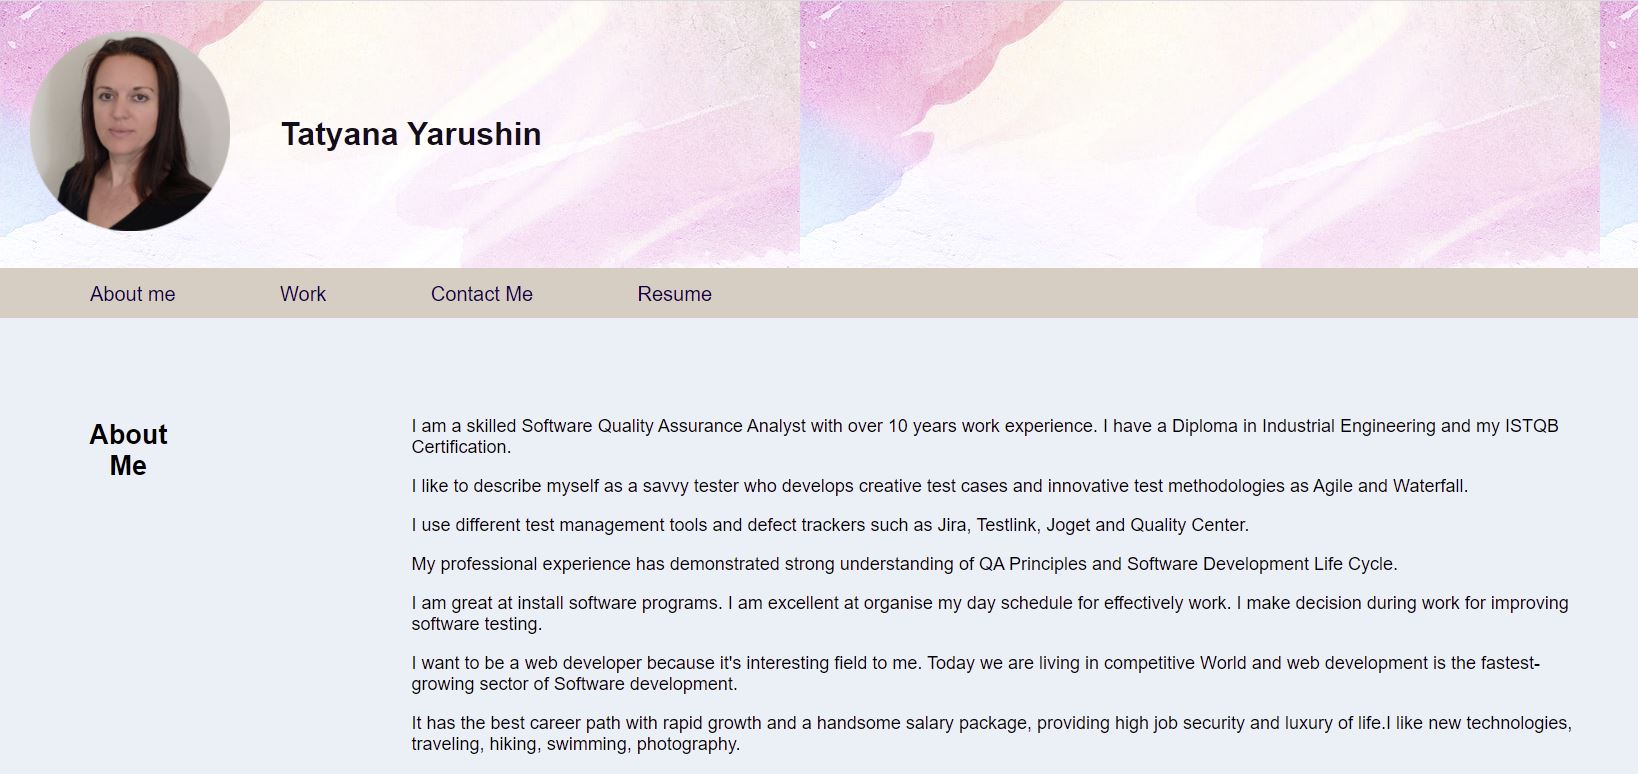 Tatyana Yarushin
About me
Work
Contact Me
Resume
About
Me
I am a skilled Software Quality Assurance Analyst with over 10 years work experience. I have a Diploma in Industrial Engineering and my ISTQB
Certification.
I like to describe myself as a savvy tester who develops creative test cases and innovative test methodologies as Agile and Waterfall.
I use different test management tools and defect trackers such as Jira, Testlink, Joget and Quality Center.
My professional experience has demonstrated strong understanding of QA Principles and Software Development Life Cycle.
I am great at install software programs. I am excellent at organise my day schedule for effectively work. I make decision during work for improving
software testing.
I want to be a web developer because it's interesting field to me. Today we are living in competitive World and web development is the fastest-
growing sector of Software development.
It has the best career path with rapid growth and a handsome salary package, providing high job security and luxury of life.I like new technologies,
traveling, hiking, swimming, photography.